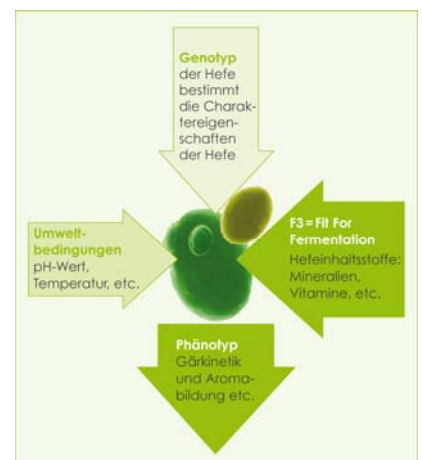 Genotyp
der Hefe
bestimmt
die Charak-
tereigen-
schaften
der Hefe
Umwelt-
bedingungen
pH-Wert,
Temperatur, etc.
F3=Fit For
Fermentation
Hefeinhaltsstoffe:
Mineralien,
Vitamine, etc.
Phänotyp
Gärkinetik
und Aroma-
bildung etc.